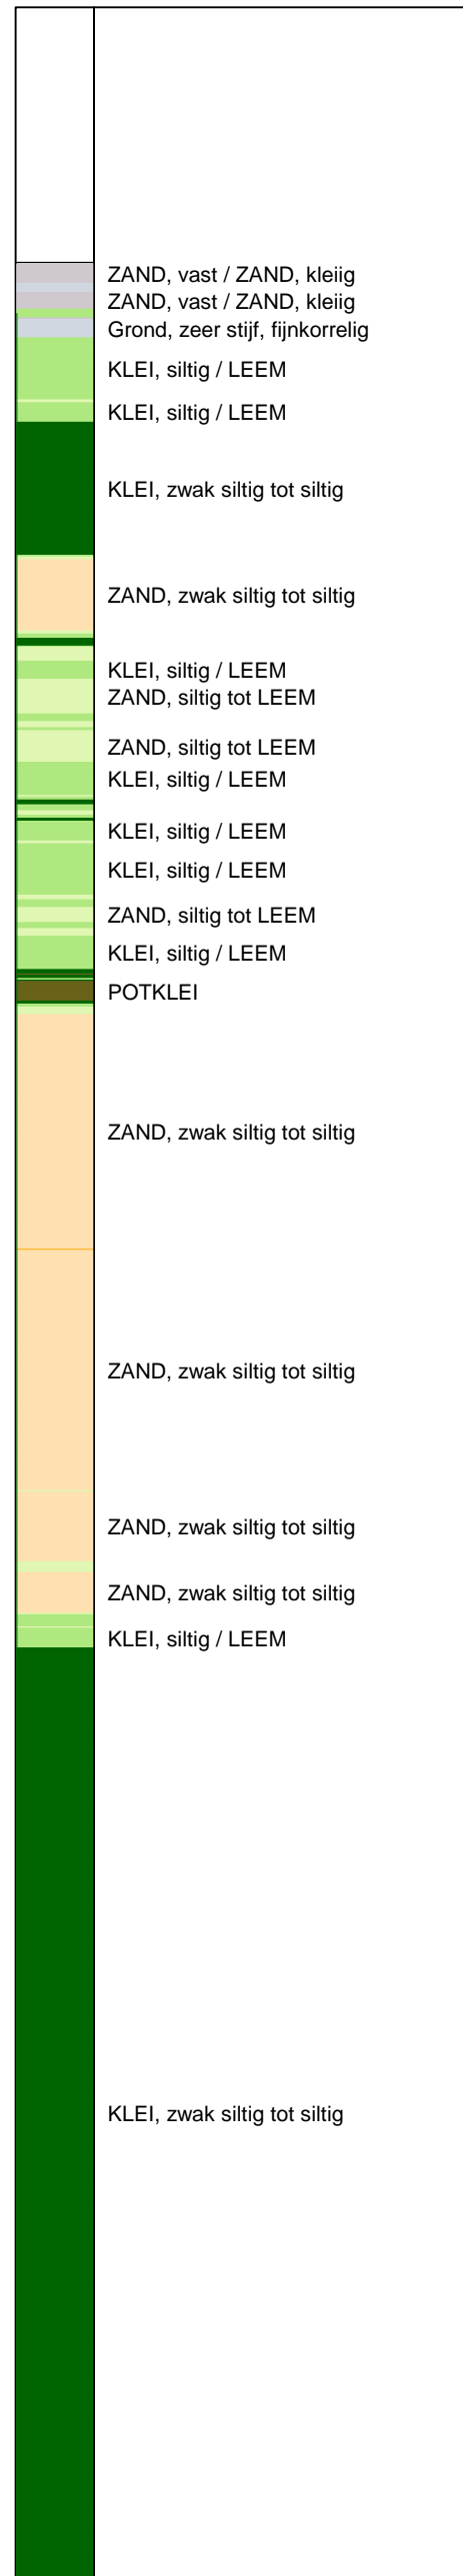 ZAND, vast / ZAND, kleiig
ZAND, vast / ZAND, kleiig
Grond, zeer stijf, fijnkorrelig
KLEI, siltig / LEEM
KLEI, siltig / LEEM
KLEI, zwak siltig tot siltig
ZAND, zwak siltig tot siltig
KLEI, siltig / LEEM
ZAND, siltig tot LEEM
ZAND, siltig tot LEEM
KLEI, siltig / LEEM
KLEI, siltig / LEEM
KLEI, siltig / LEEM
ZAND, siltig tot LEEM
KLEI, siltig / LEEM
POTKLEI
ZAND, zwak siltig tot siltig
ZAND, zwak siltig tot siltig
ZAND, zwak siltig tot siltig
ZAND, zwak siltig tot siltig
KLEI, siltig / LEEM
KLEI, zwak siltig tot siltig